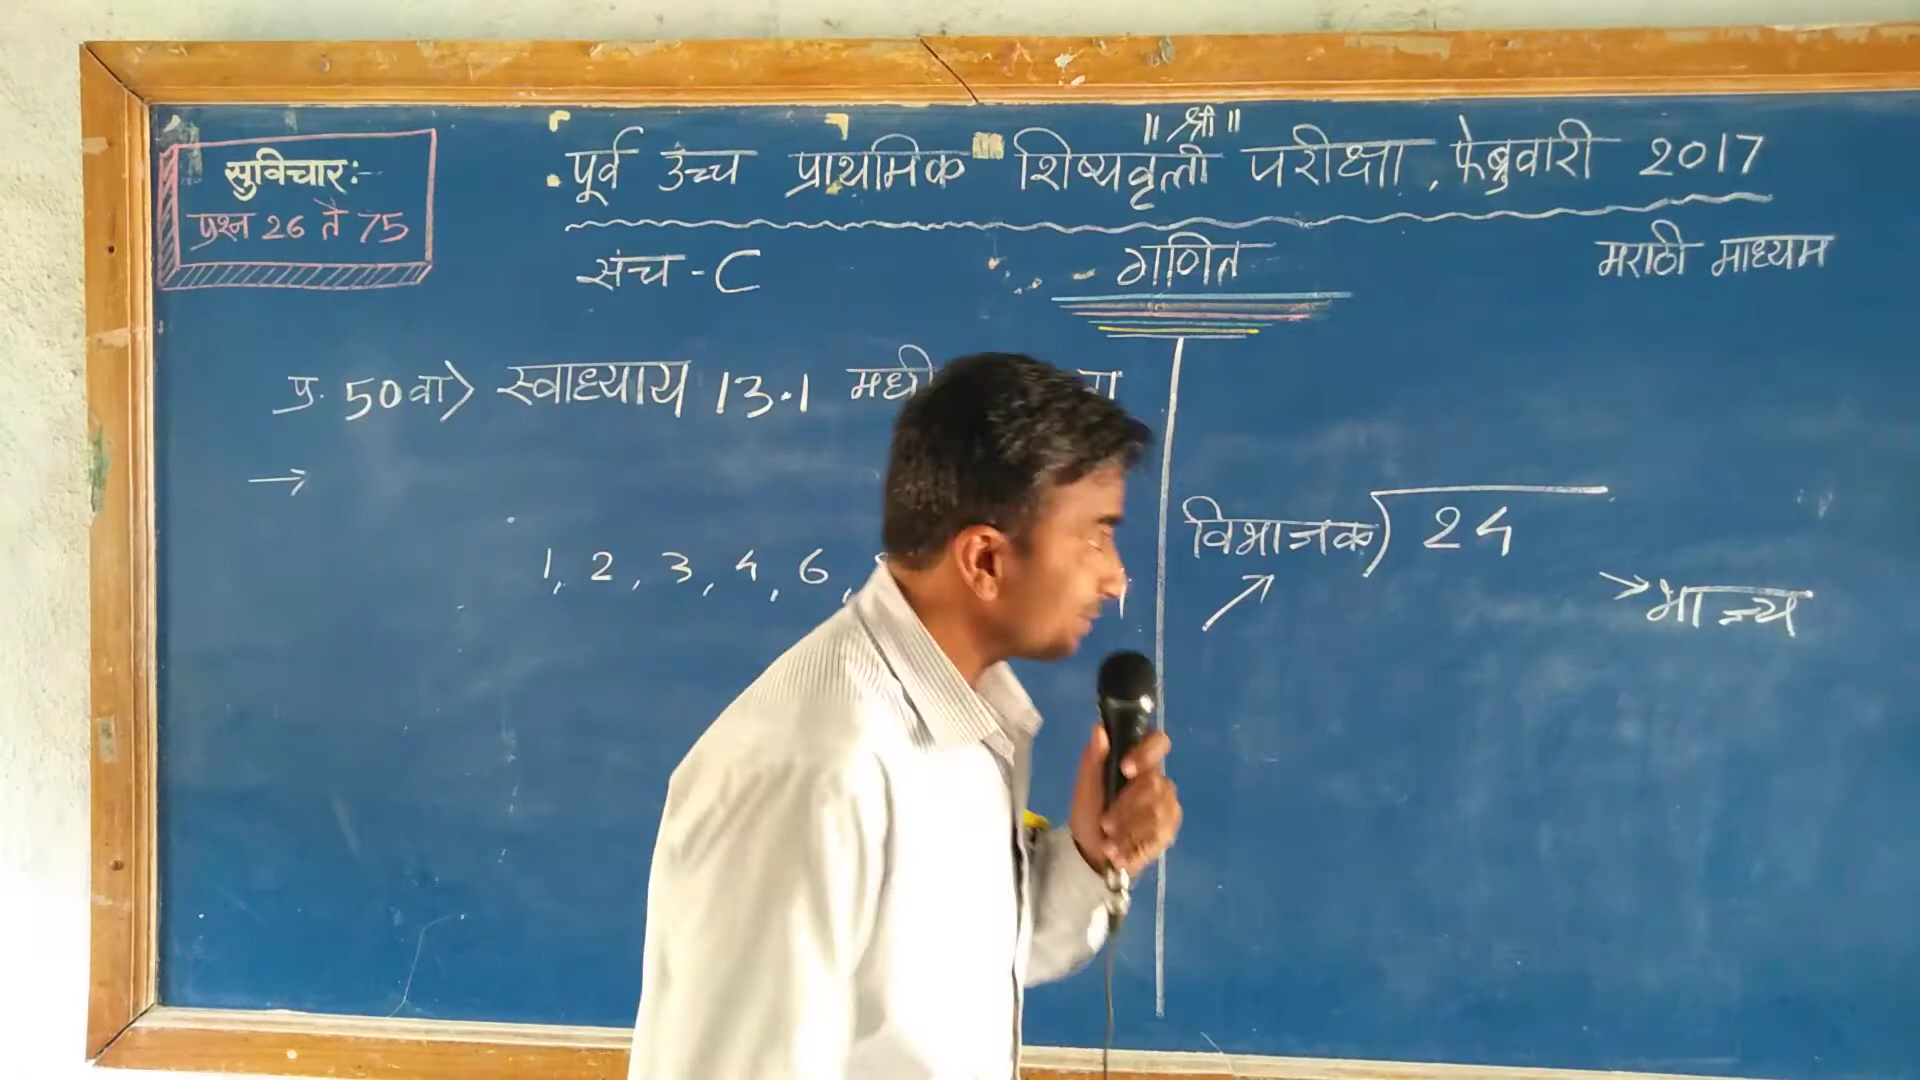 ॥ श्री ॥
पूर्व उच्च प्राथमिक शिष्यवृत्ती परीक्षा, फेब्रुवारी 2017
सुविचार:-
प्रश्न 26 ते 75
संच - C
गणित
मराठी माध्यम
प्र. 50 वा> स्वाध्याय 13.1 मधी
→
1, 2, 3, 4, 6,
विभाजक) 24
→ भाज्य